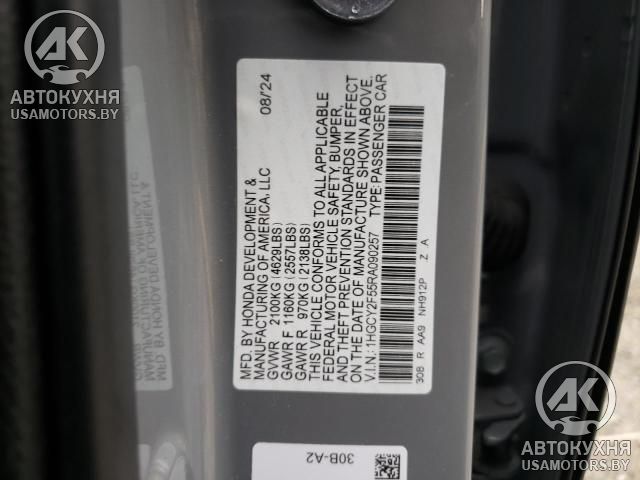 АК
АВТОКУХНЯ
USAMOTORS.BY
MFD. BY HONDA DEVELOPMENT & 08/24
MANUFACTURING OF AMERICA, LLC
GVWR 2100KG (4629LBS)
GAWR F 1160KG (2557LBS)
GAWR R 970KG (2138LBS)
THIS VEHICLE CONFORMS TO ALL APPLICABLE
FEDERAL MOTOR VEHICLE SAFETY, BUMPER,
AND THEFT PREVENTION STANDARDS IN EFFECT
ON THE DATE OF MANUFACTURE SHOWN ABOVE.
V.I.N.: 1HGCY2F55RA090257 TYPE: PASSENGER CAR
30B R AA9 NH912P Z A
30B-A2
АК
АВТОКУХНЯ
USAMOTORS.BY